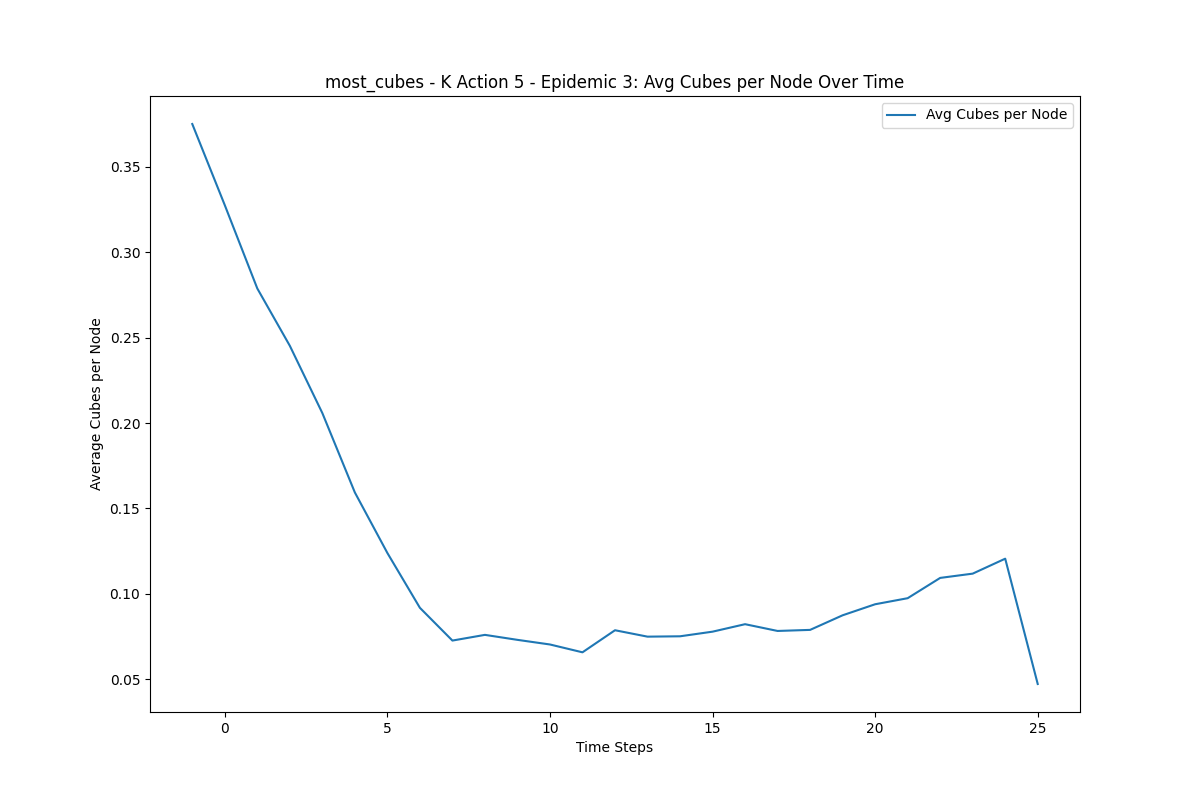 most_cubes - K Action 5 - Epidemic 3: Avg Cubes per Node Over Time
Avg Cubes per Node
Average Cubes per Node
0.35
0.30
0.25
0.20
0.15
0.10
0.05
0 5 10 15 20 25
Time Steps